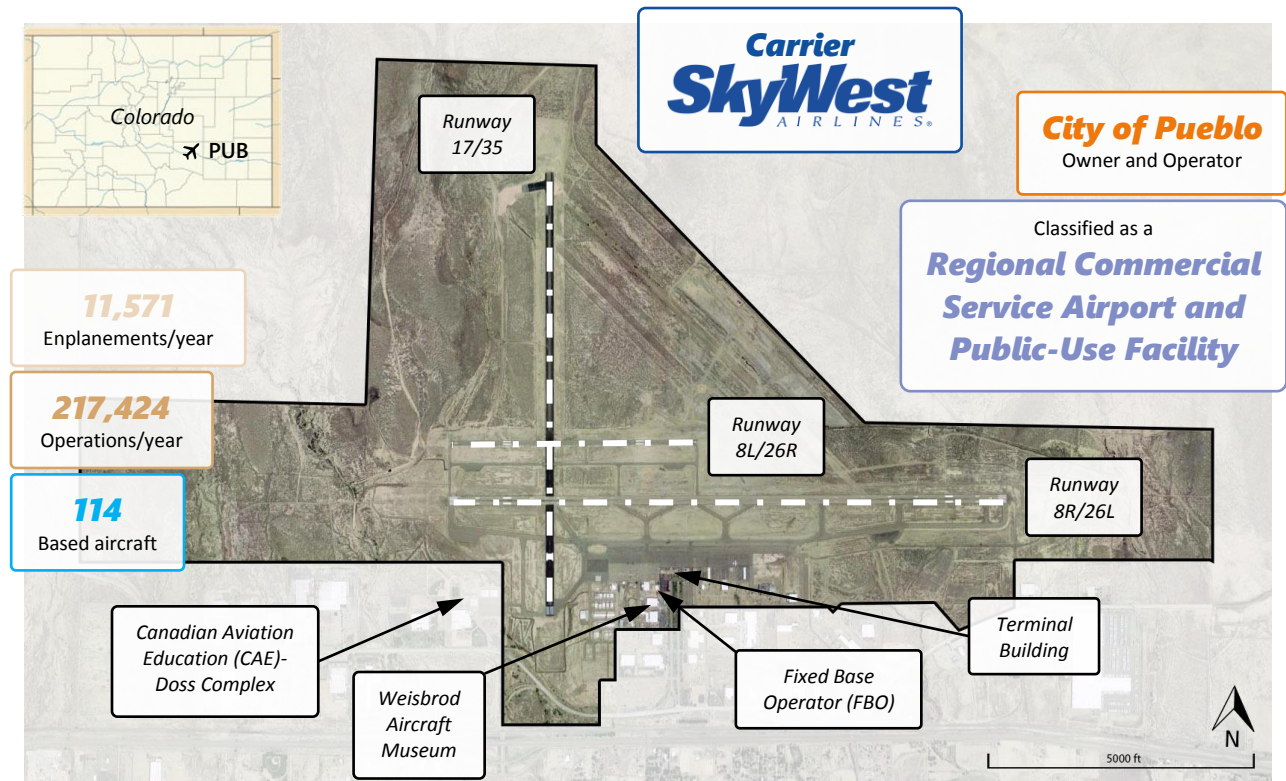 Carrier
SkyWest
AIRLINES®
Colorado
PUB
Runway
17/35
City of Pueblo
Owner and Operator
Classified as a
Regional Commercial
Service Airport and
Public-Use Facility
11,571
Enplanements/year
217,424
Operations/year
114
Based aircraft
Runway
8L/26R
Runway
8R/26L
Canadian Aviation
Education (CAE)-
Doss Complex
Weisbrod
Aircraft
Museum
Fixed Base
Operator (FBO)
Terminal
Building
N
5000 ft